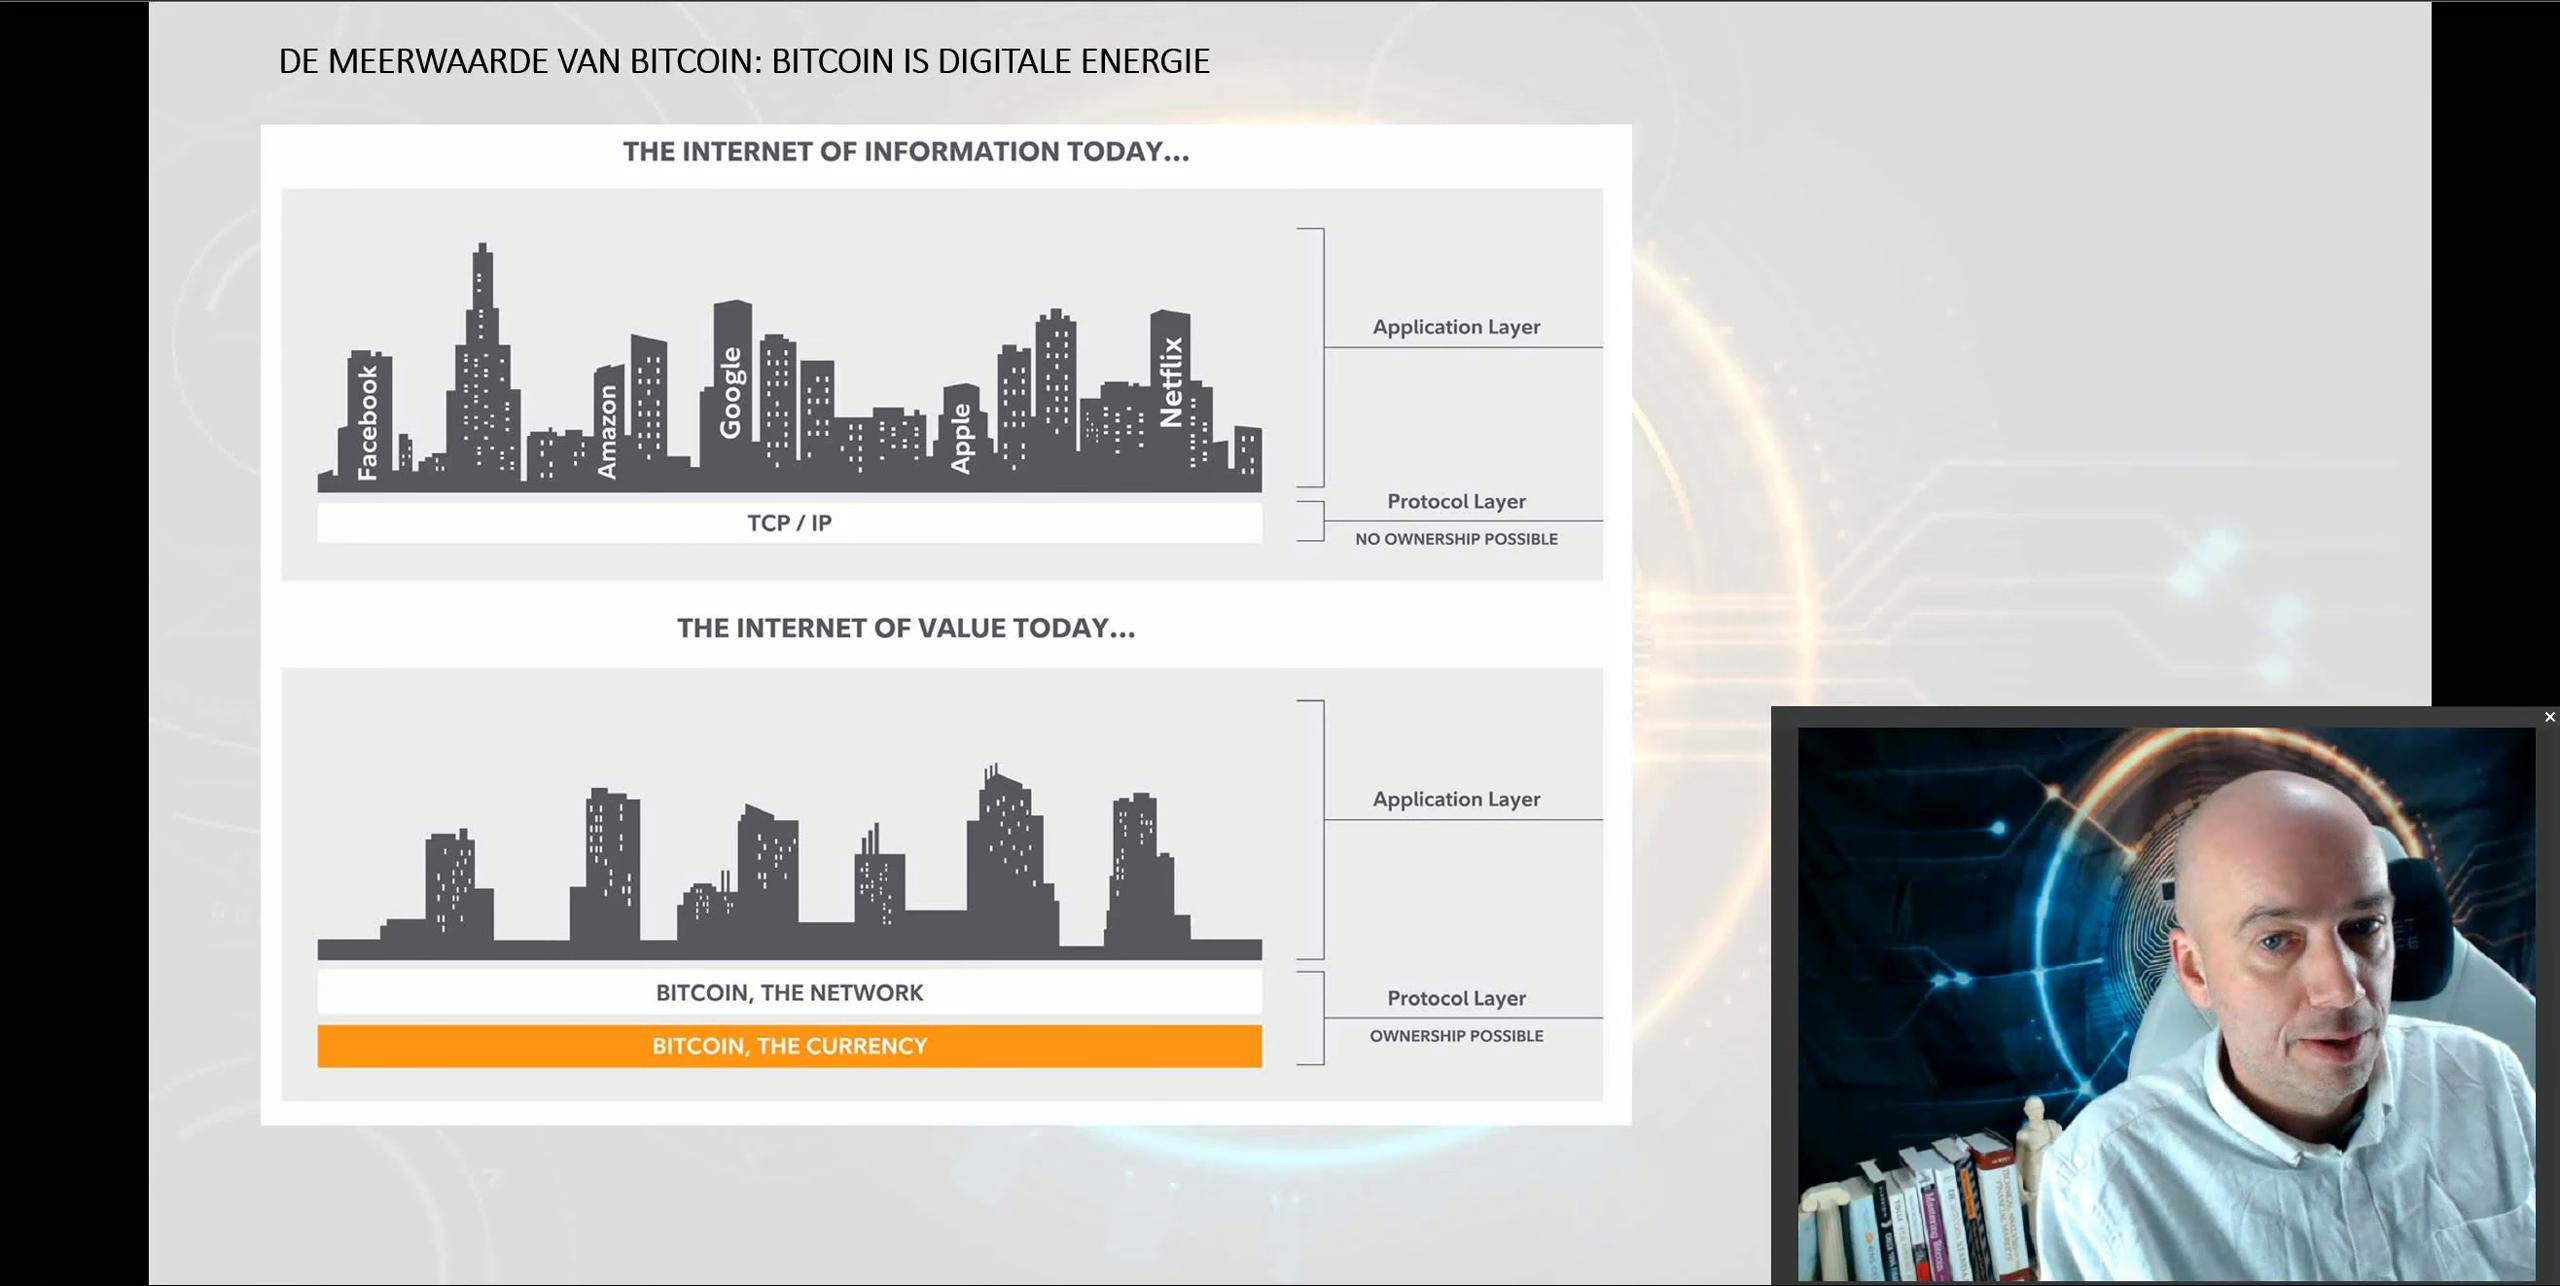 DE MEERWAARDE VAN BITCOIN: BITCOIN IS DIGITALE ENERGIE
THE INTERNET OF INFORMATION TODAY...
Facebook
Amazon
Google
Apple
Netflix
Application Layer
TCP / IP
Protocol Layer
NO OWNERSHIP POSSIBLE
THE INTERNET OF VALUE TODAY...
Application Layer
BITCOIN, THE NETWORK
BITCOIN, THE CURRENCY
Protocol Layer
OWNERSHIP POSSIBLE
Mastering Bitcoin